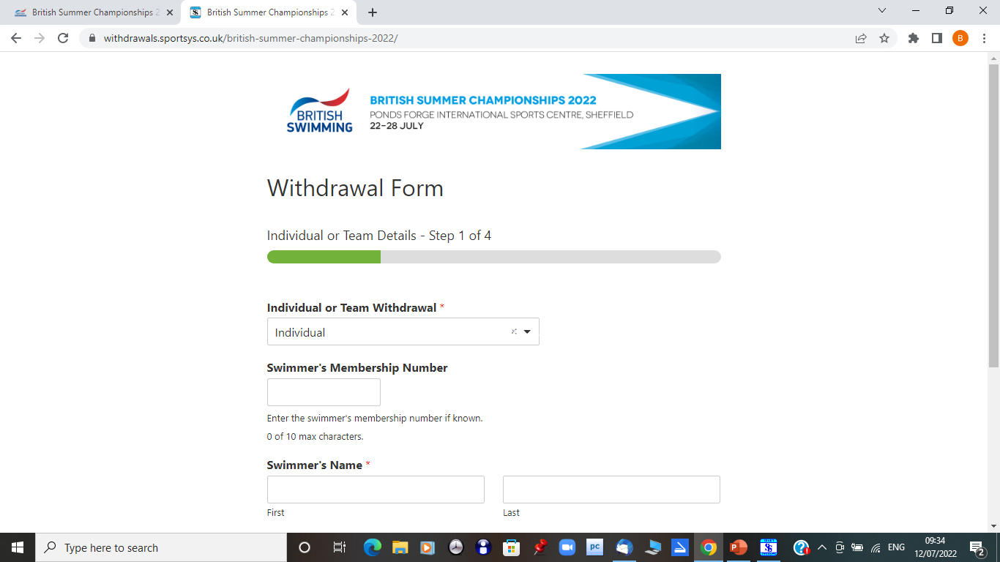 British Summer Championships 2
British Summer Championships 2
withdrawals.sportsys.co.uk/british-summer-championships-2022/
B
BRITISH
SWIMMING
BRITISH SUMMER CHAMPIONSHIPS 2022
PONDS FORGE INTERNATIONAL SPORTS CENTRE, SHEFFIELD
22-28 JULY
Withdrawal Form
Individual or Team Details - Step 1 of 4
Individual or Team Withdrawal *
Individual
Swimmer's Membership Number
Enter the swimmer's membership number if known.
0 of 10 max characters.
Swimmer's Name *
First
Last
Type here to search
pc
P
ENG
09:34
12/07/2022
2